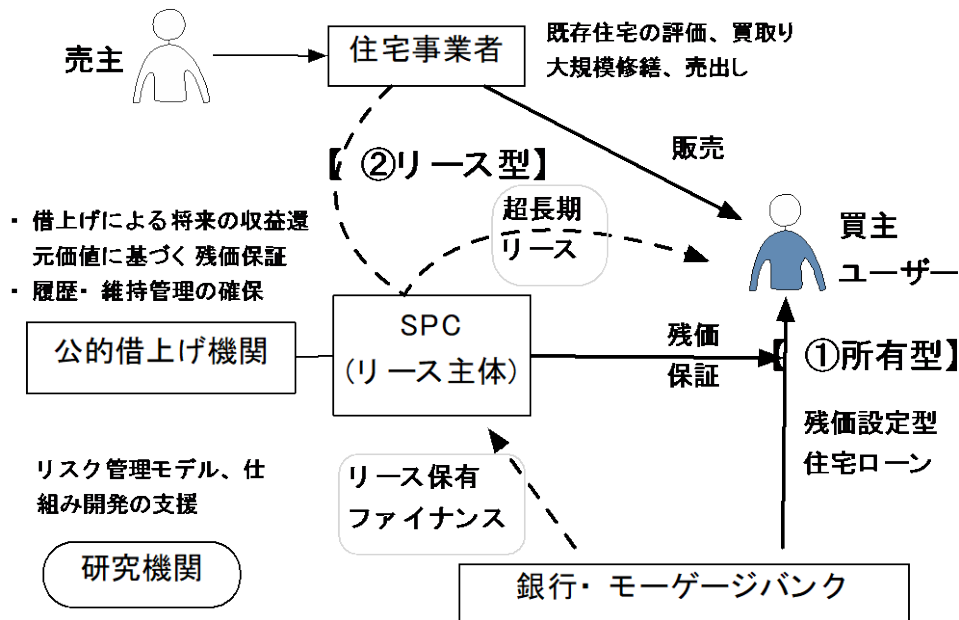 売主
住宅事業者
既存住宅の評価、買取り
大規模修繕、売出し
販売
【 ②リース型】
超長期
リース
買主
ユーザー
・ 借上げによる将来の収益還
元価値に基づく残価保証
・ 履歴・維持管理の確保
公的借上げ機関
SPC
(リース主体)
残価
保証
【 ①所有型】
残価設定型
住宅ローン
リスク管理モデル、仕
組み開発の支援
リース保有
ファイナンス
研究機関
銀行・モーゲージバンク